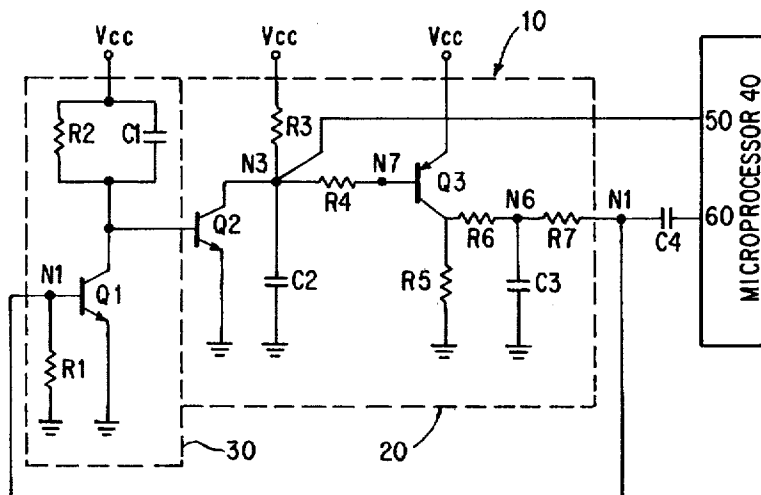 10
Vcc
Vcc
Vcc
R2
C1
R3
50
N3
N7
Q3
R4
N6
N1
60
Q2
R6
R7
C4
MICROPROCESSOR 40
N1
Q1
C2
R5
C3
R1
30
20